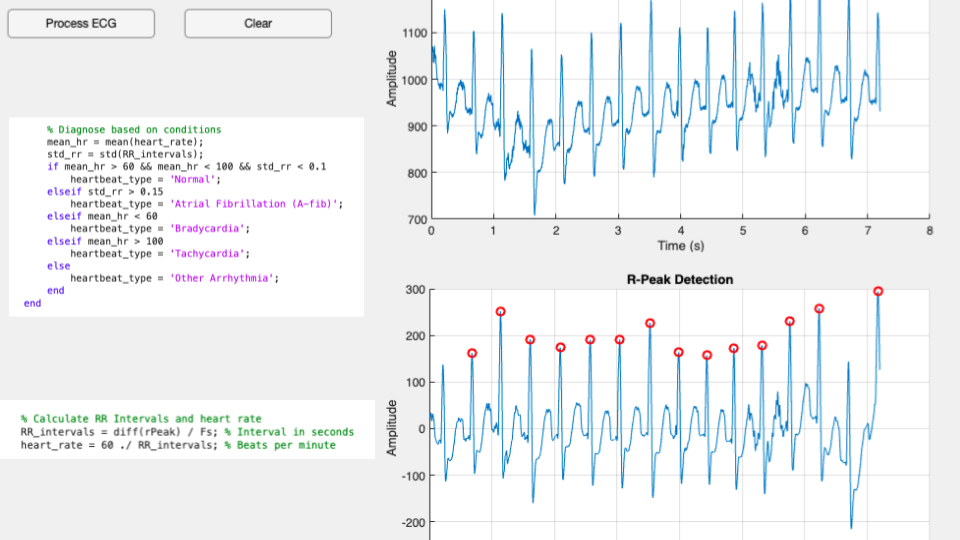 Process ECG
Clear
% Diagnose based on conditions
mean_hr = mean(heart_rate);
std_rr = std(RR_intervals);
if mean_hr > 60 && mean_hr < 100 && std_rr < 0.1
heartbeat_type = 'Normal';
elseif std_rr > 0.15
heartbeat_type = 'Atrial Fibrillation (A-fib)';
elseif mean_hr < 60
heartbeat_type = 'Bradycardia';
elseif mean_hr > 100
heartbeat_type = 'Tachycardia';
else
heartbeat_type = 'Other Arrhythmia';
end
end
% Calculate RR Intervals and heart rate
RR_intervals = diff(rPeak) / Fs; % Interval in seconds
heart_rate = 60 ./ RR_intervals; % Beats per minute
Amplitude
1100
1000
900
800
700
0 1 2 3 4 5 6 7 8
Time (s)
R-Peak Detection
Amplitude
300
200
100
0
-100
-200